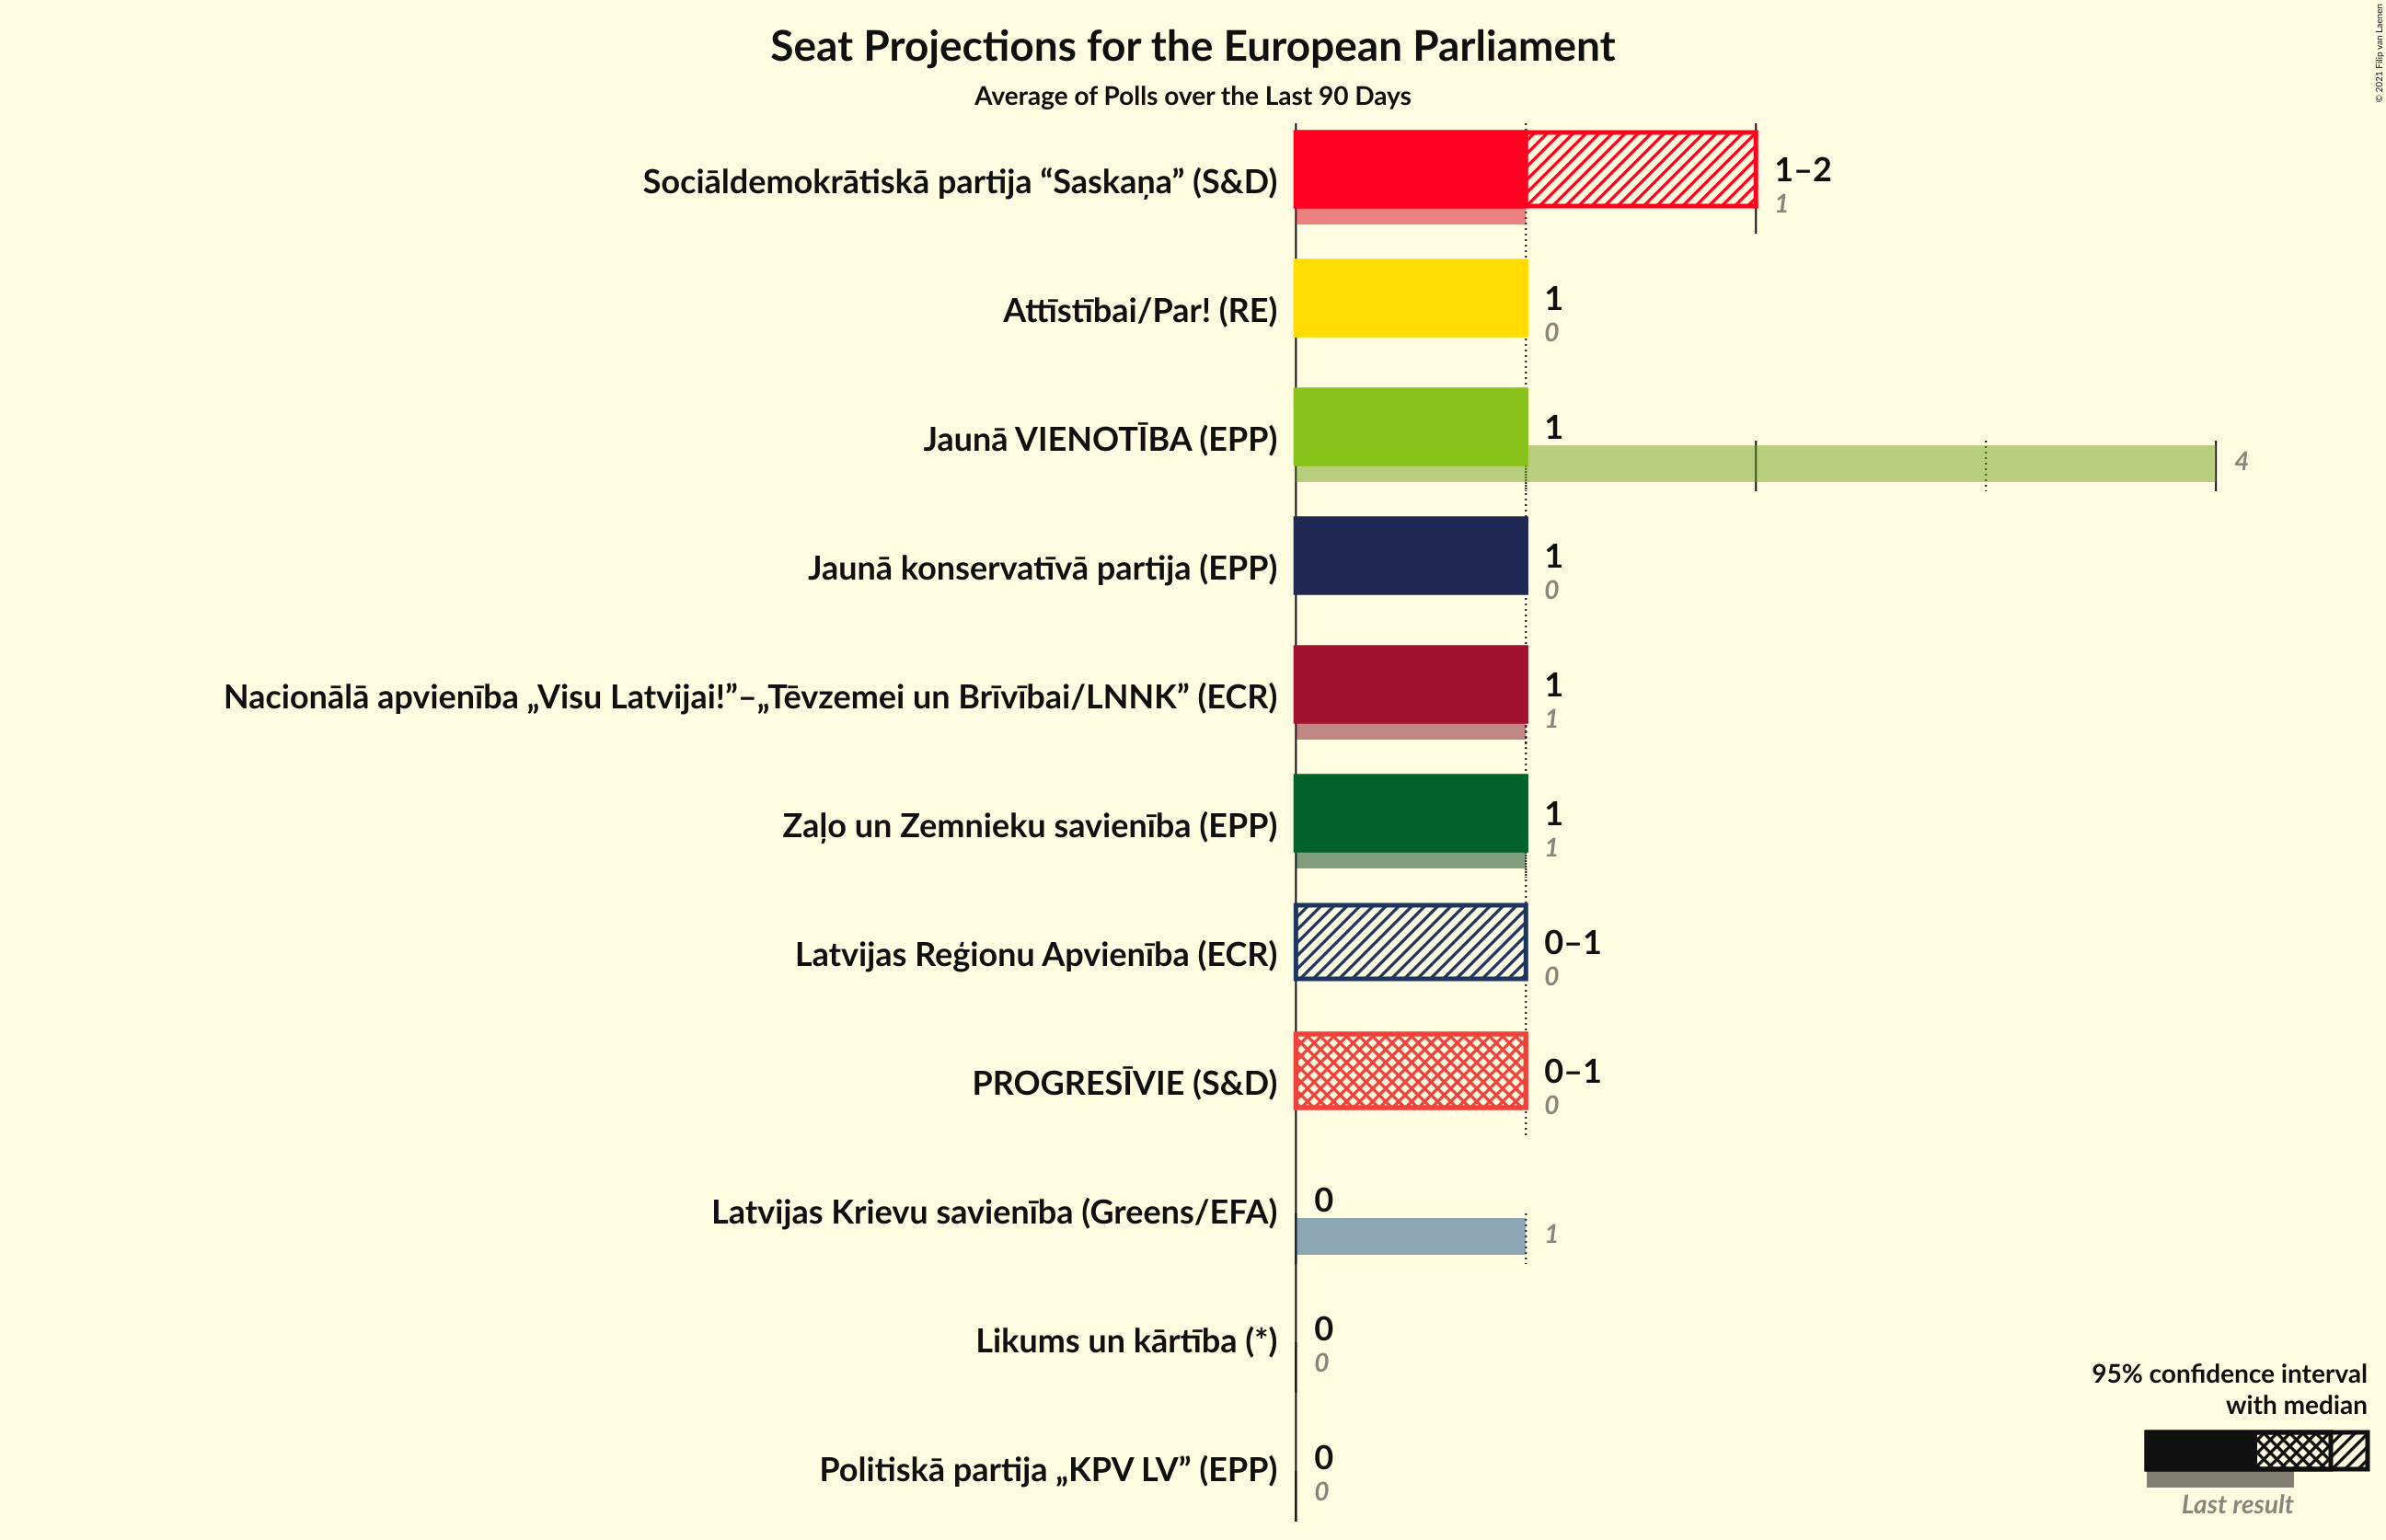 Seat Projections for the European Parliament
Average of Polls over the Last 90 Days
© 2021 Filip van Laenen
Sociāldemokrātiskā partija “Saskaņa” (S&D)
1–2
1
Attīstībai/Par! (RE)
1
0
Jaunā VIENOTĪBA (EPP)
1
4
Jaunā konservatīvā partija (EPP)
1
0
Nacionālā apvienība „Visu Latvijai!”–„Tēvzemei un Brīvībai/LNNK” (ECR)
1
1
Zaļo un Zemnieku savienība (EPP)
1
1
Latvijas Reģionu Apvienība (ECR)
0–1
0
PROGRESĪVIE (S&D)
0–1
0
Latvijas Krievu savienība (Greens/EFA)
0
1
Likums un kārtība (*)
0
0
Politiskā partija „KPV LV” (EPP)
0
0
95% confidence interval
with median
Last result